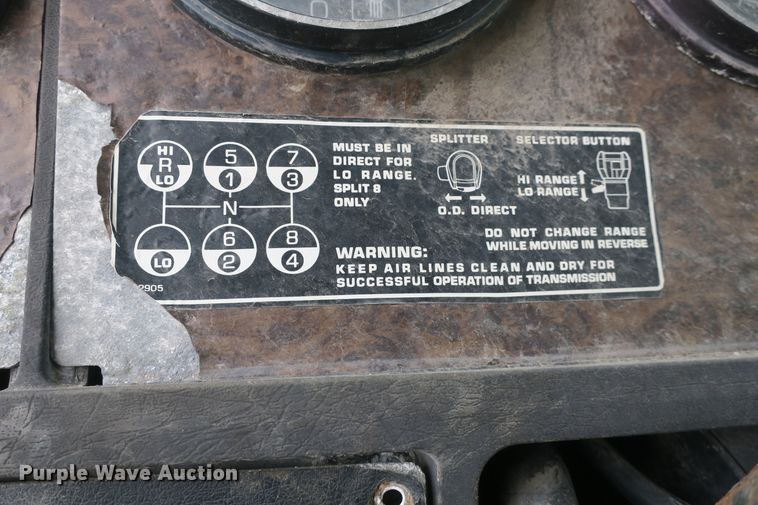 HI
R
LO
5
1
7
3
N
LO
6
2
8
4
MUST BE IN
DIRECT FOR
LO RANGE.
SPLIT 8
ONLY
SPLITTER
O.D. DIRECT
SELECTOR BUTTON
HI RANGE
LO RANGE
DO NOT CHANGE RANGE
WHILE MOVING IN REVERSE
WARNING:
KEEP AIR LINES CLEAN AND DRY FOR
SUCCESSFUL OPERATION OF TRANSMISSION
2905
Purple Wave Auction